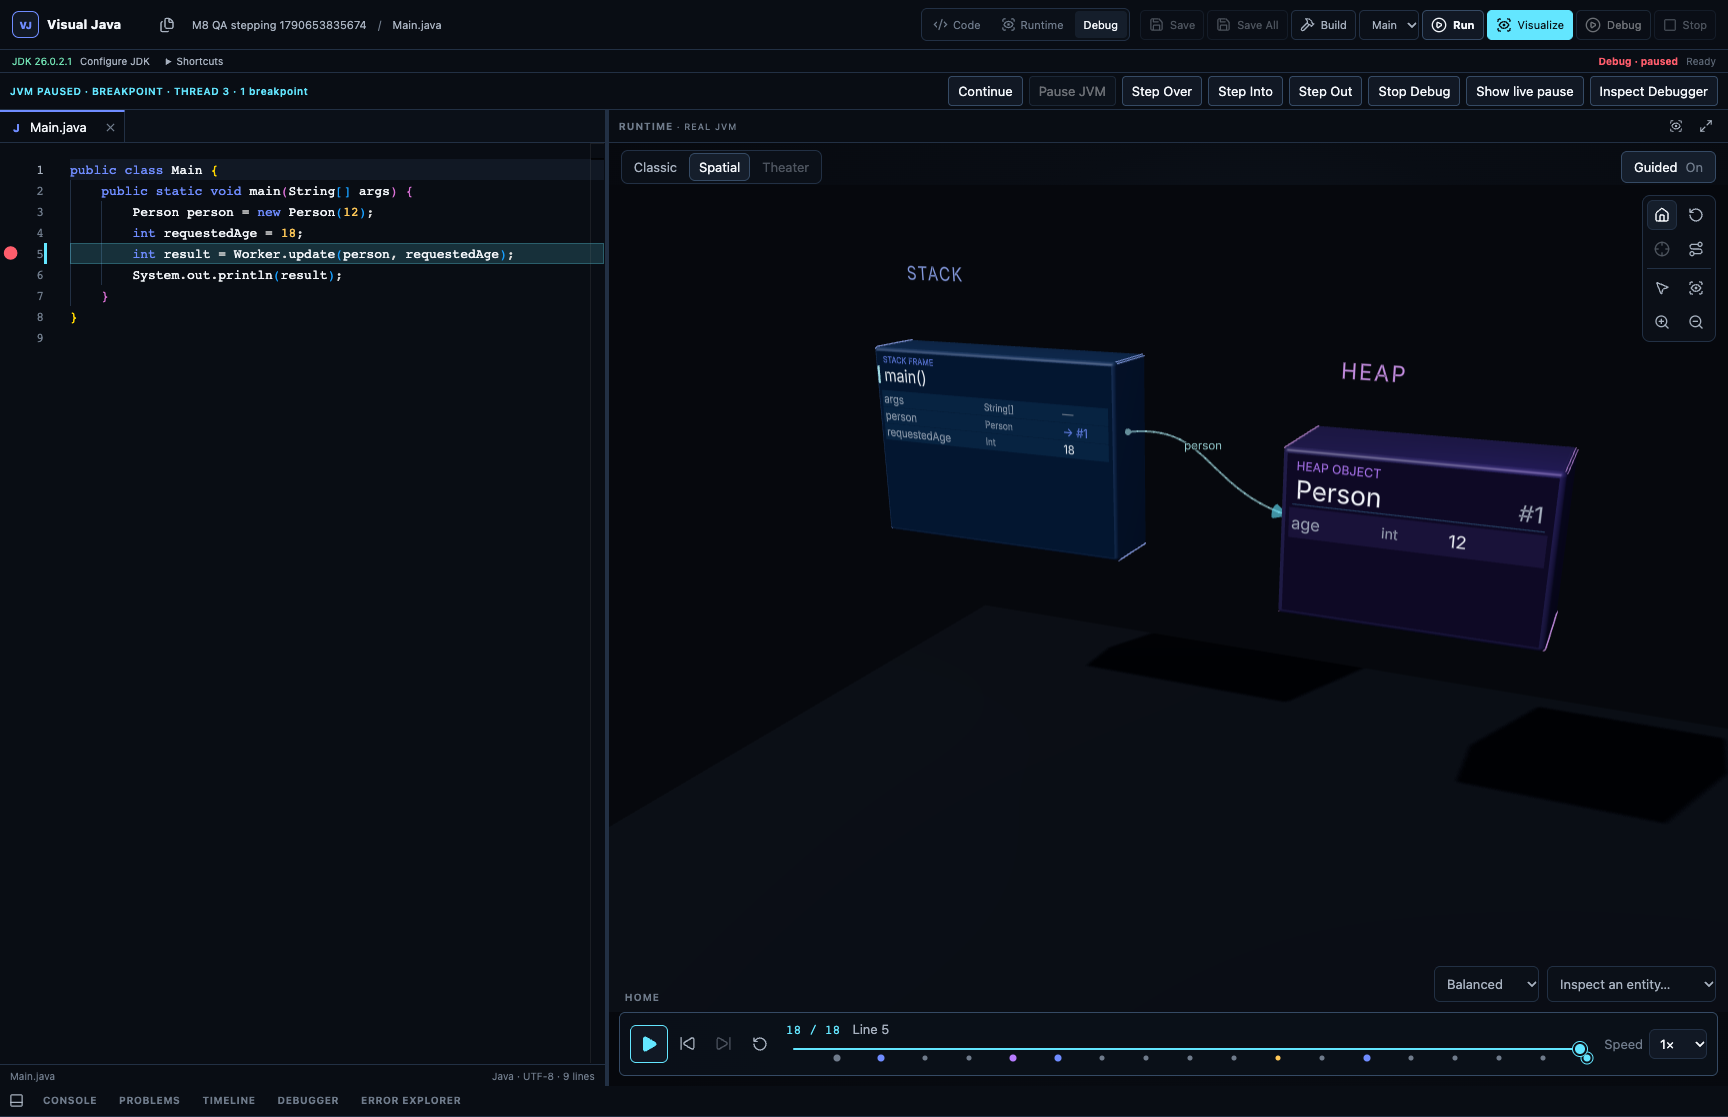 VJ Visual Java M8 QA stepping 1790653835674 / Main.java </> Code Runtime Debug Save Save All Build Main Run Visualize Debug Stop
JDK 26.0.2.1 Configure JDK ▶ Shortcuts Debug · paused Ready
JVM PAUSED · BREAKPOINT · THREAD 3 · 1 breakpoint Continue Pause JVM Step Over Step Into Step Out Stop Debug Show live pause Inspect Debugger
J Main.java ×
RUNTIME · REAL JVM
Classic Spatial Theater Guided On
1 public class Main {
2 public static void main(String[] args) {
3 Person person = new Person(12);
4 int requestedAge = 18;
5 int result = Worker.update(person, requestedAge);
6 System.out.println(result);
7 }
8 }
9
STACK
STACK FRAME
main()
args String[] —
person Person → #1
requestedAge int 18
person
HEAP
HEAP OBJECT
Person #1
age int 12
HOME
Balanced Inspect an entity...
18 / 18 Line 5
Speed 1×
Main.java Java · UTF-8 · 9 lines
CONSOLE PROBLEMS TIMELINE DEBUGGER ERROR EXPLORER